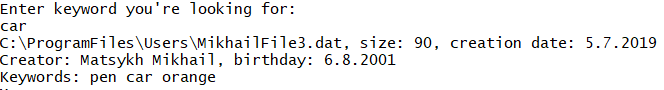 Enter keyword you're looking for:
car
C:\ProgramFiles\Users\MikhailFile3.dat, size: 90, creation date: 5.7.2019
Creator: Matsykh Mikhail, birthday: 6.8.2001
Keywords: pen car orange